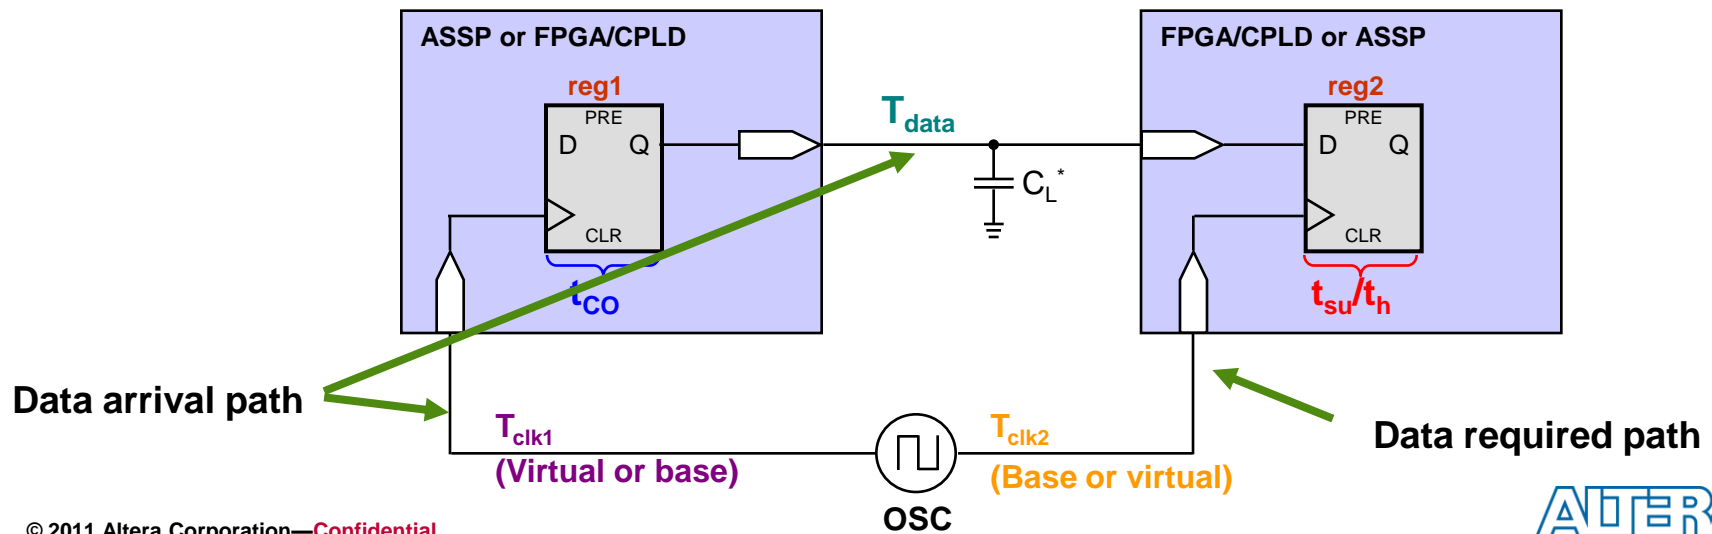 ASSP or FPGA/CPLD
FPGA/CPLD or ASSP
reg1
reg2
PRE
D Q
CLR
PRE
D Q
CLR
Tdata
CL*
tCO
tsu/th
Data arrival path
Tclk1
(Virtual or base)
Tclk2
(Base or virtual)
Data required path
OSC
© 2011 Altera Corporation—Confidential
ALTER